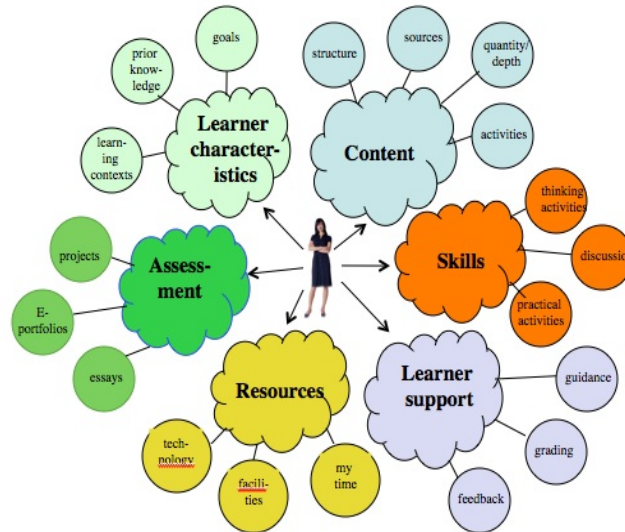 goals
prior
know-
ledge
learn-
ing
contexts
Learner
character-
istics
structure
sources
quantity/
depth
activities
Content
thinking
activities
discussio
practical
activities
Skills
projects
E-
portfolios
essays
Assess-
ment
Resources
tech-
nology
facili-
ties
my
time
Learner
support
guidance
grading
feedback